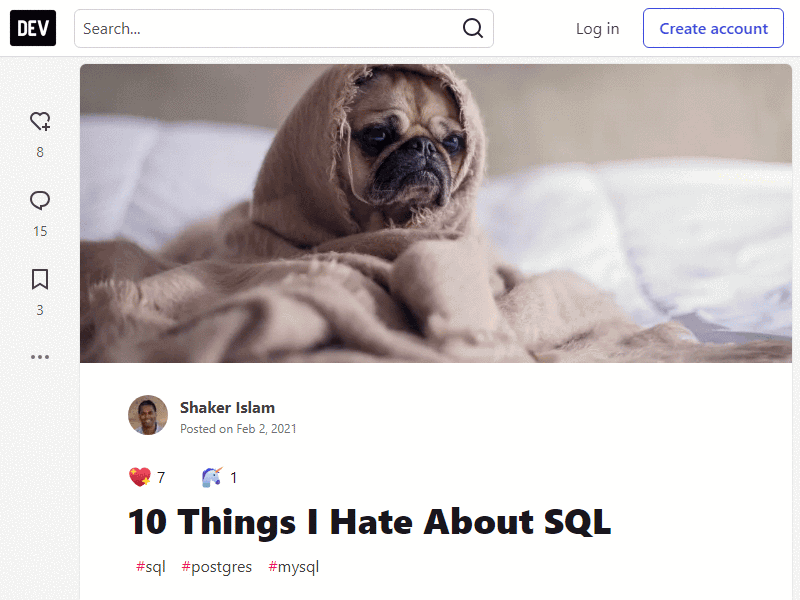 DEV
Search...
Log in
Create account
8
15
3
Shaker Islam
Posted on Feb 2, 2021
7
1
10 Things I Hate About SQL
#sql #postgres #mysql